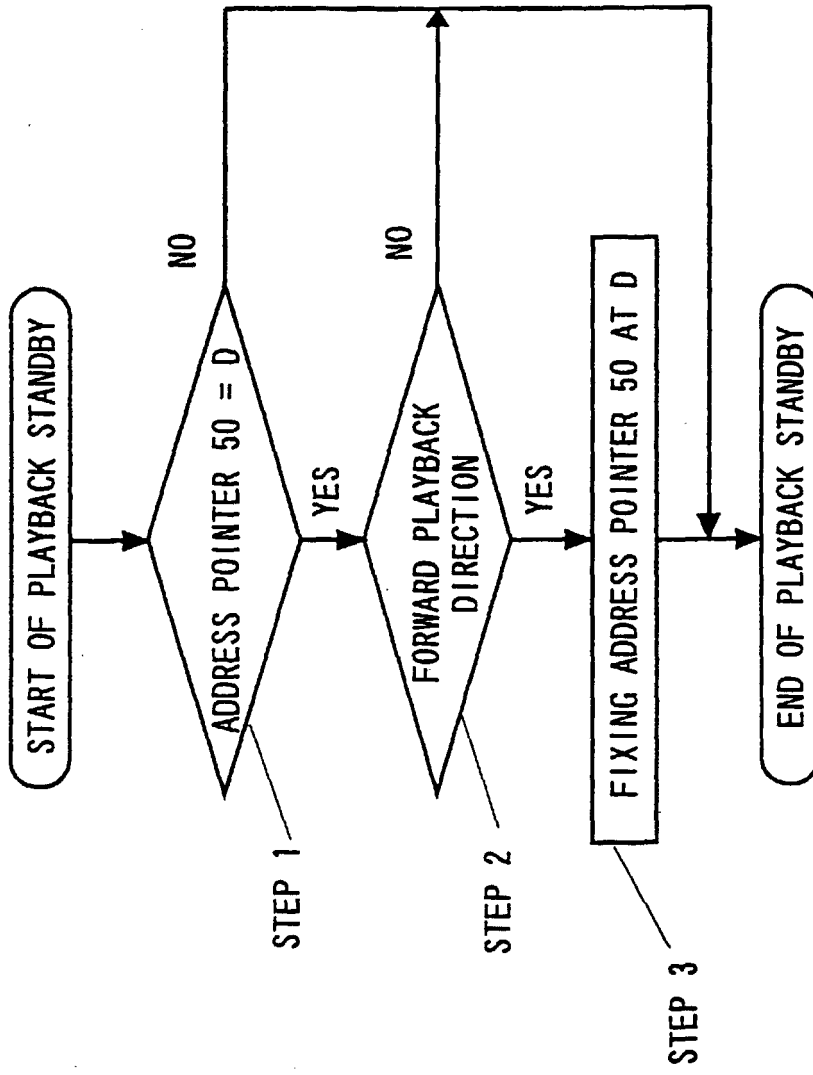 START OF PLAYBACK STANDBY
ADDRESS POINTER 50 = D
NO
STEP 1
YES
FORWARD PLAYBACK
DIRECTION
NO
STEP 2
YES
FIXING ADDRESS POINTER 50 AT D
STEP 3
END OF PLAYBACK STANDBY